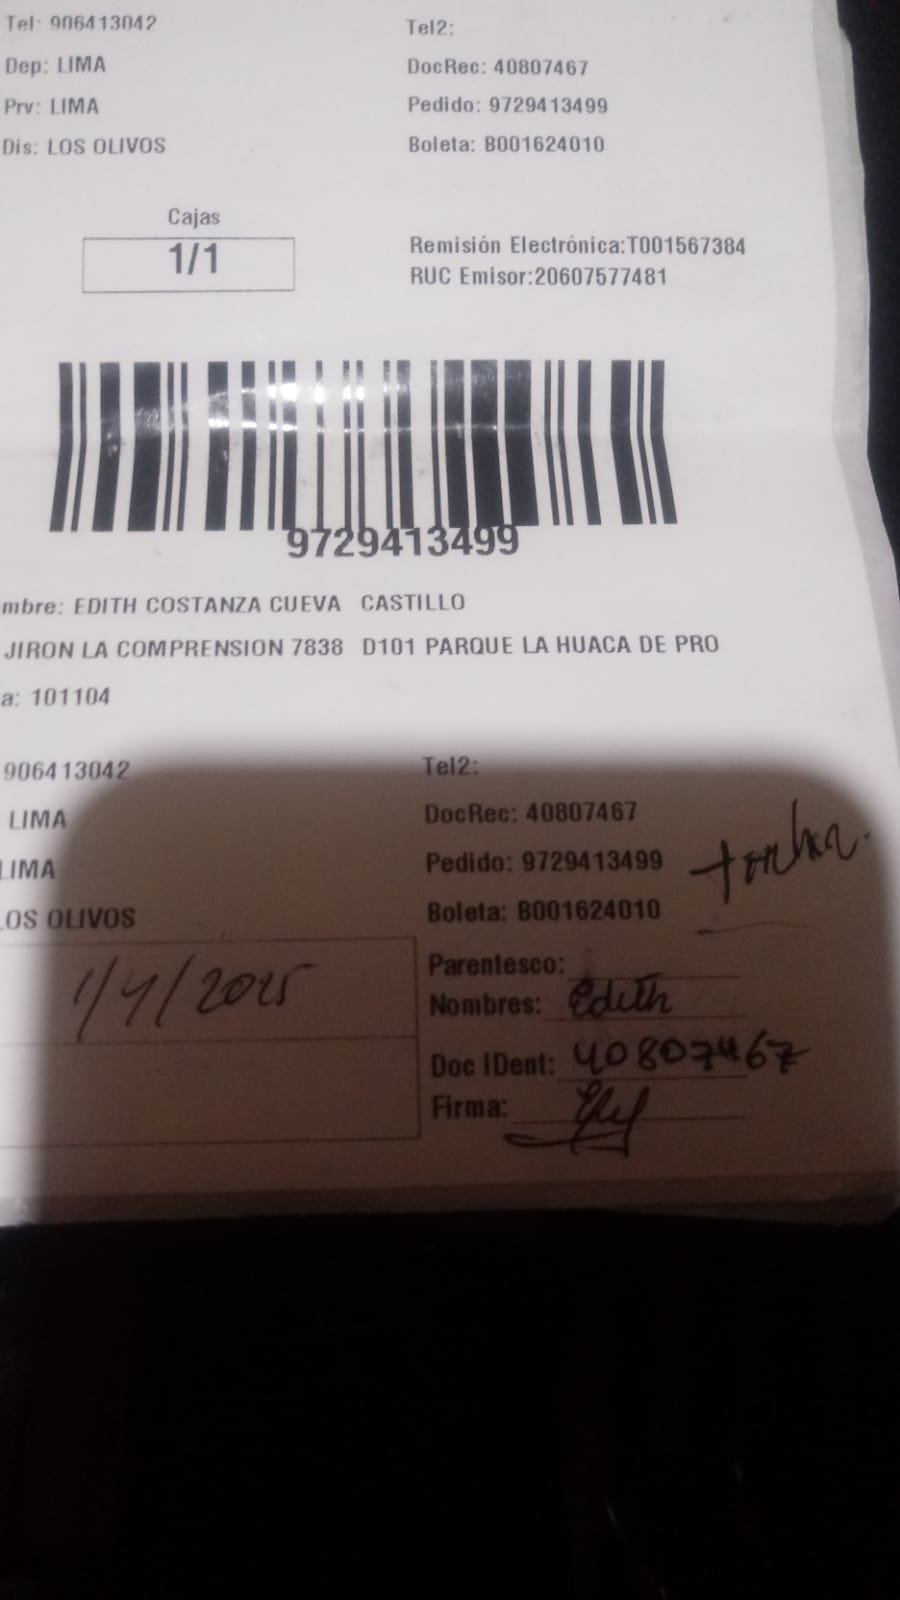 Tel: 906413042 Tel2:
Dep: LIMA DocRec: 40807467
Prv: LIMA Pedido: 9729413499
Dis: LOS OLIVOS Boleta: B001624010
Cajas
1/1
Remisión Electrónica:T001567384
RUC Emisor:20607577481
9729413499
mbre: EDITH COSTANZA CUEVA CASTILLO
JIRON LA COMPRENSION 7838 D101 PARQUE LA HUACA DE PRO
a: 101104
906413042 Tel2:
LIMA DocRec: 40807467
LIMA Pedido: 9729413499
LOS OLIVOS Boleta: B001624010
1/4/2025
Parentesco:
Nombres: Edith
Doc IDent: 40807467
Firma: